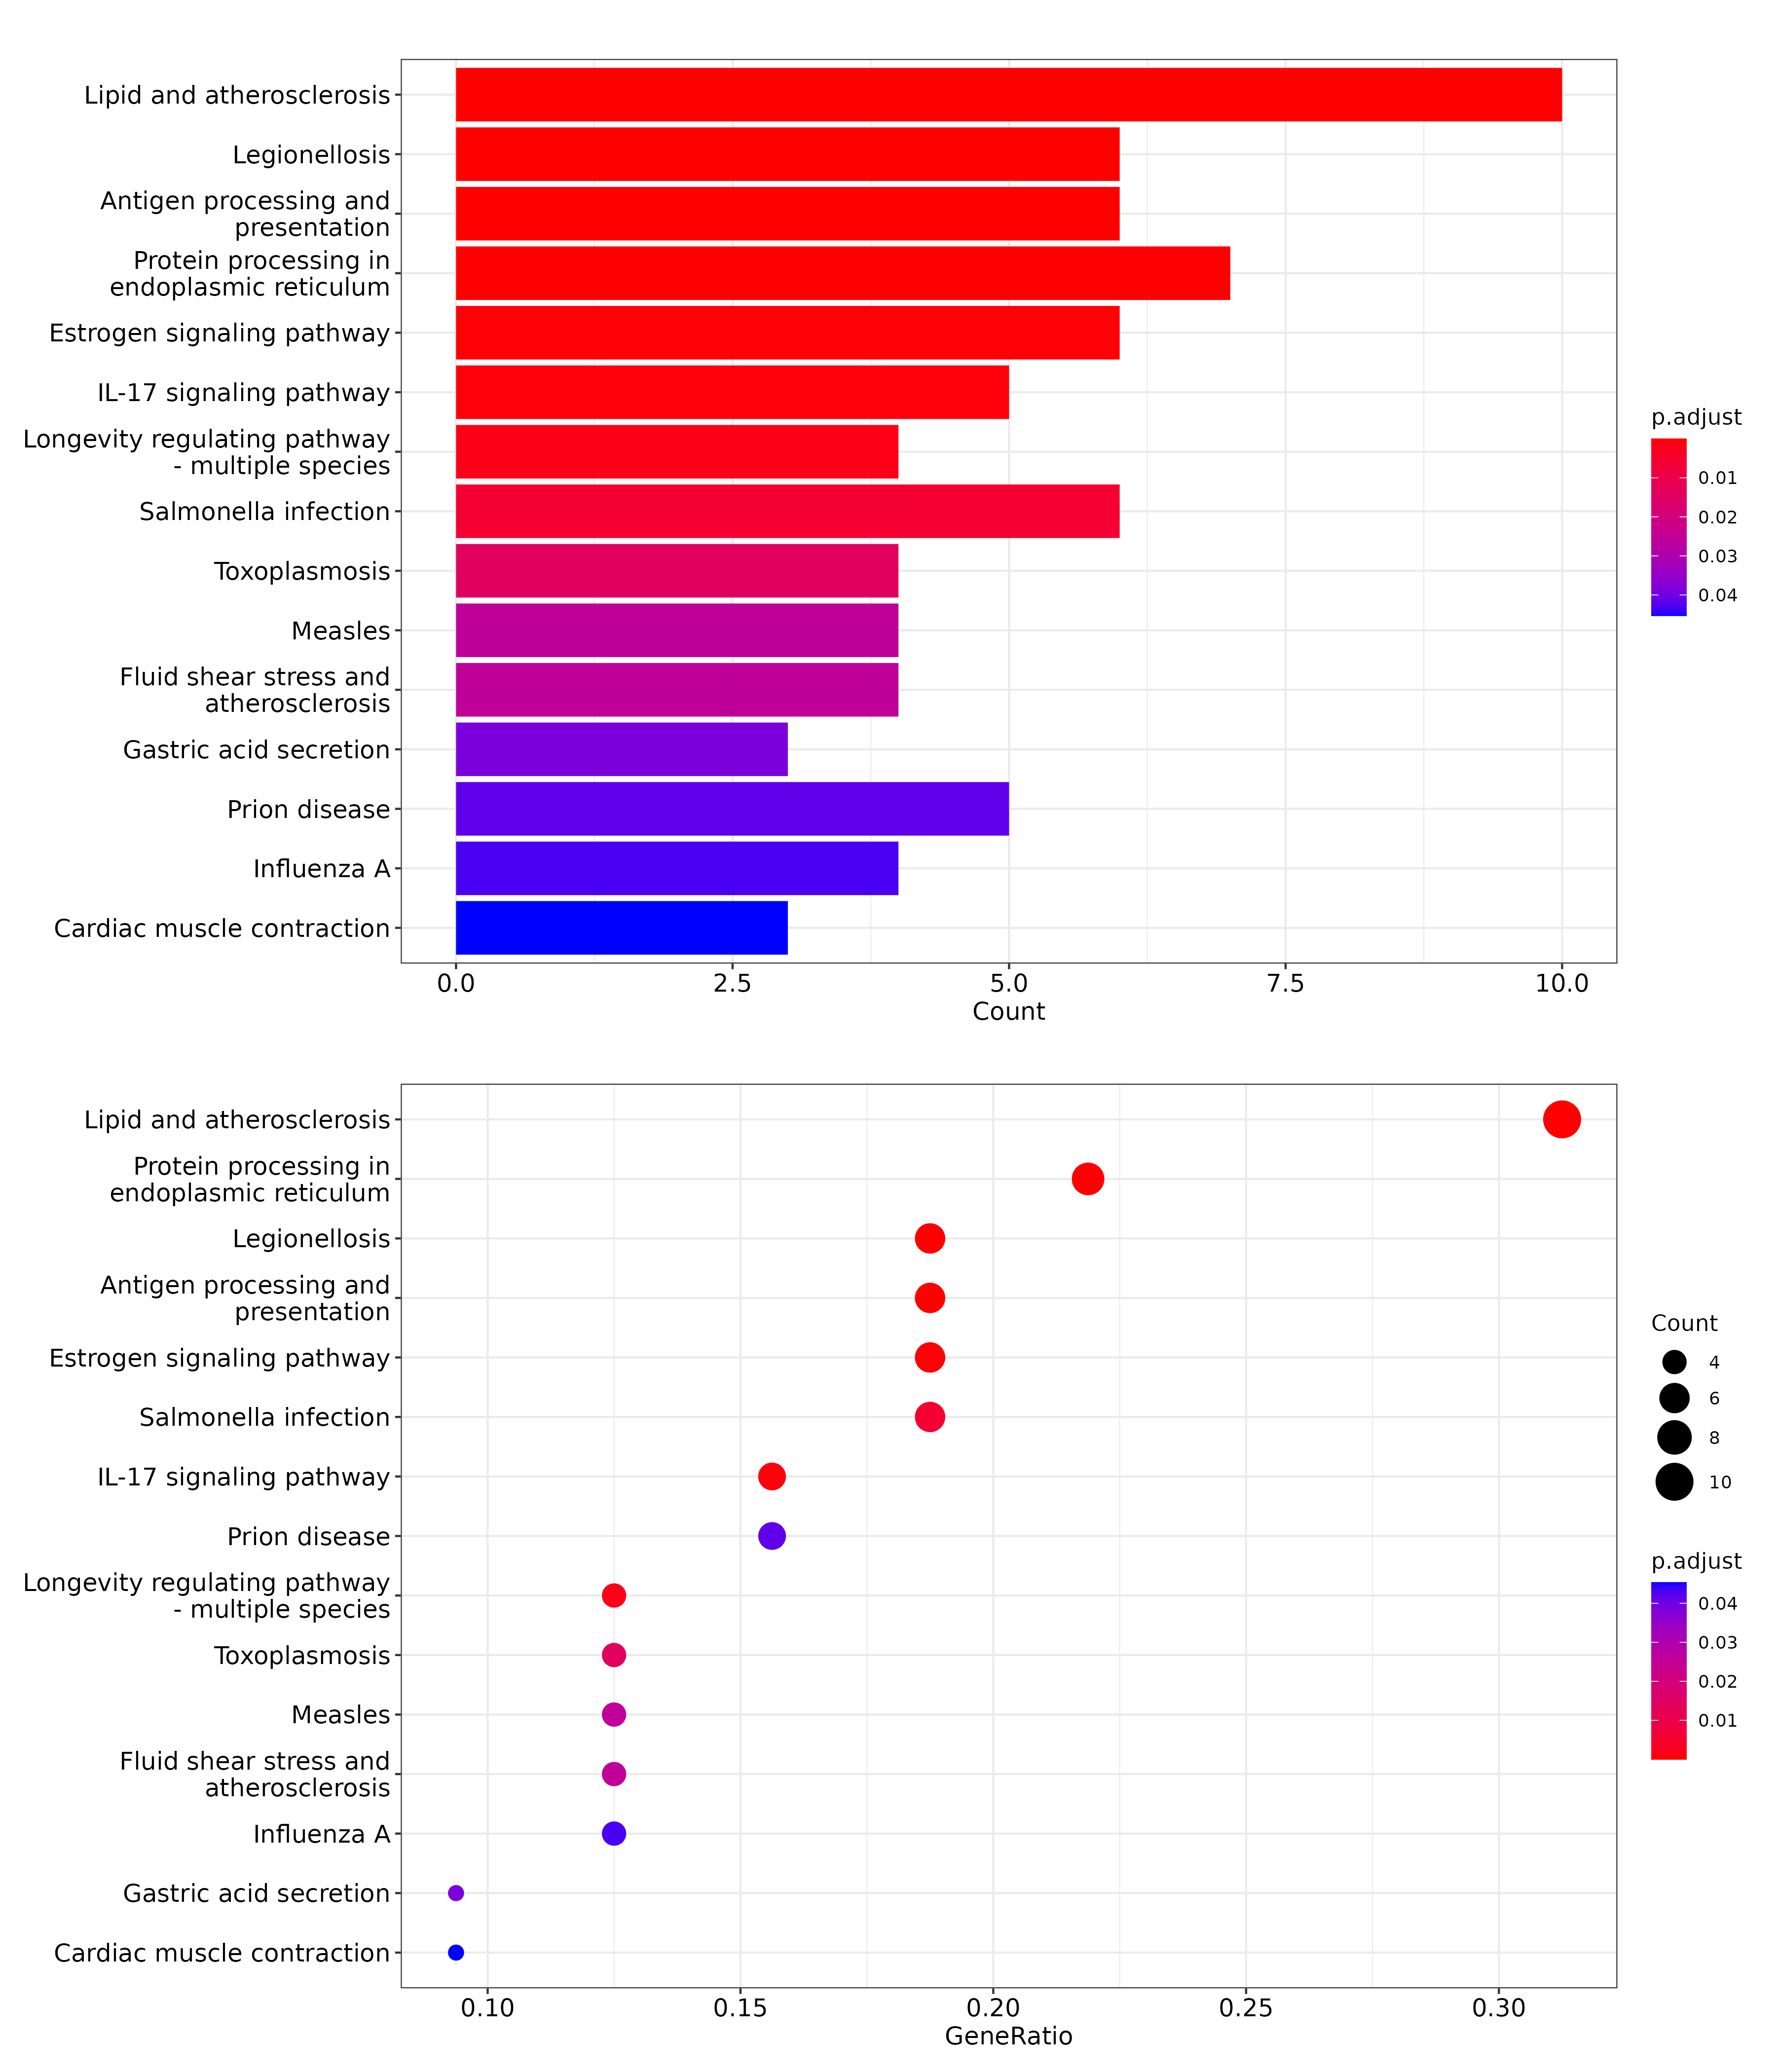 Lipid and atherosclerosis
Legionellosis
Antigen processing and
presentation
Protein processing in
endoplasmic reticulum
Estrogen signaling pathway
IL-17 signaling pathway
Longevity regulating pathway
- multiple species
Salmonella infection
Toxoplasmosis
Measles
Fluid shear stress and
atherosclerosis
Gastric acid secretion
Prion disease
Influenza A
Cardiac muscle contraction
0.0 2.5 5.0 7.5 10.0
Count
p.adjust
0.01
0.02
0.03
0.04
Lipid and atherosclerosis
Protein processing in
endoplasmic reticulum
Legionellosis
Antigen processing and
presentation
Estrogen signaling pathway
Salmonella infection
IL-17 signaling pathway
Prion disease
Longevity regulating pathway
- multiple species
Toxoplasmosis
Measles
Fluid shear stress and
atherosclerosis
Influenza A
Gastric acid secretion
Cardiac muscle contraction
0.10 0.15 0.20 0.25 0.30
GeneRatio
Count
4
6
8
10
p.adjust
0.04
0.03
0.02
0.01